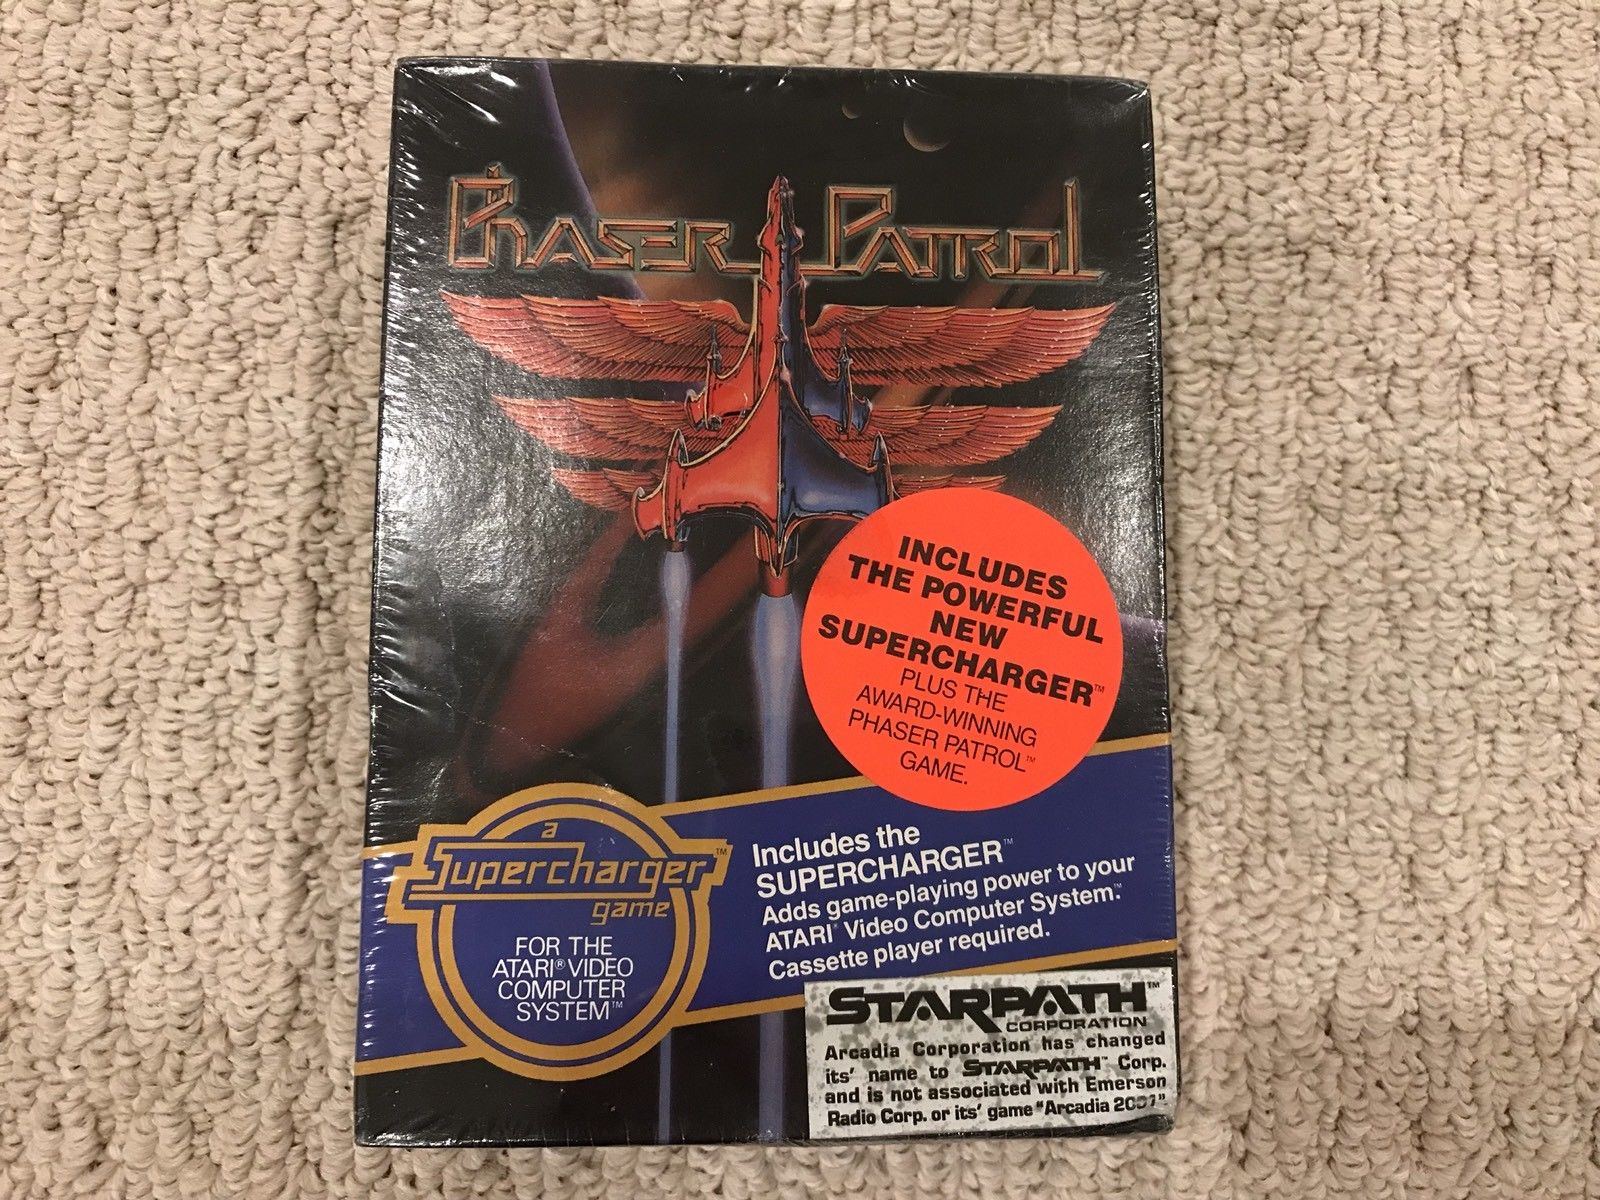 PHASER PATROL
INCLUDES
THE POWERFUL
NEW
SUPERCHARGER™
PLUS THE
AWARD-WINNING
PHASER PATROL™
GAME.
a
Supercharger™
game
FOR THE
ATARI® VIDEO
COMPUTER
SYSTEM™
Includes the
SUPERCHARGER™
Adds game-playing power to your
ATARI® Video Computer System.™
Cassette player required.
STARPATH™
CORPORATION
Arcadia Corporation has changed
its' name to STARPATH™ Corp.
and is not associated with Emerson
Radio Corp. or its' game "Arcadia 2001"